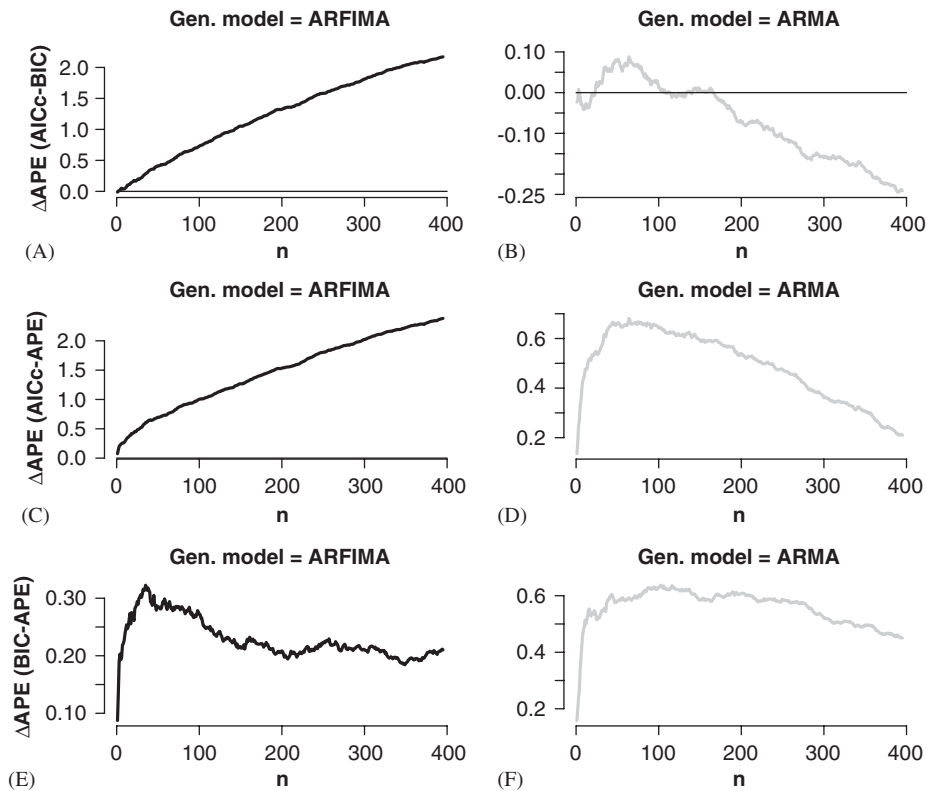 Gen. model = ARFIMA
ΔAPE (AICc-BIC)
2.0
1.5
1.0
0.5
0.0
0 100 200 300 400
n
(A)
Gen. model = ARMA
0.10
0.00
-0.10
-0.25
0 100 200 300 400
n
(B)
Gen. model = ARFIMA
ΔAPE (AICc-APE)
2.0
1.5
1.0
0.5
0.0
0 100 200 300 400
n
(C)
Gen. model = ARMA
0.6
0.4
0.2
0 100 200 300 400
n
(D)
Gen. model = ARFIMA
ΔAPE (BIC-APE)
0.30
0.20
0.10
0 100 200 300 400
n
(E)
Gen. model = ARMA
0.6
0.4
0.2
0 100 200 300 400
n
(F)